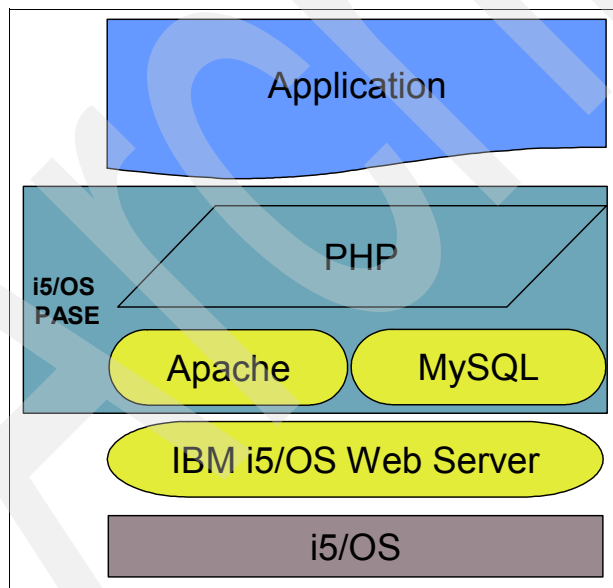 Application
PHP
i5/OS
PASE
Apache
MySQL
IBM i5/OS Web Server
i5/OS